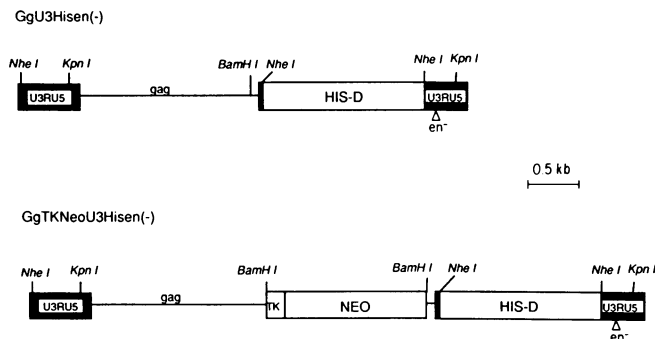 GgU3Hisen(-)
Nhe I Kpn I BamH I Nhe I Nhe I Kpn I
U3RU5 gag HIS-D U3RU5
en-
0.5 kb
GgTKNeoU3Hisen(-)
Nhe I Kpn I BamH I BamH I Nhe I Nhe I Kpn I
U3RU5 gag TK NEO HIS-D U3RU5
en-